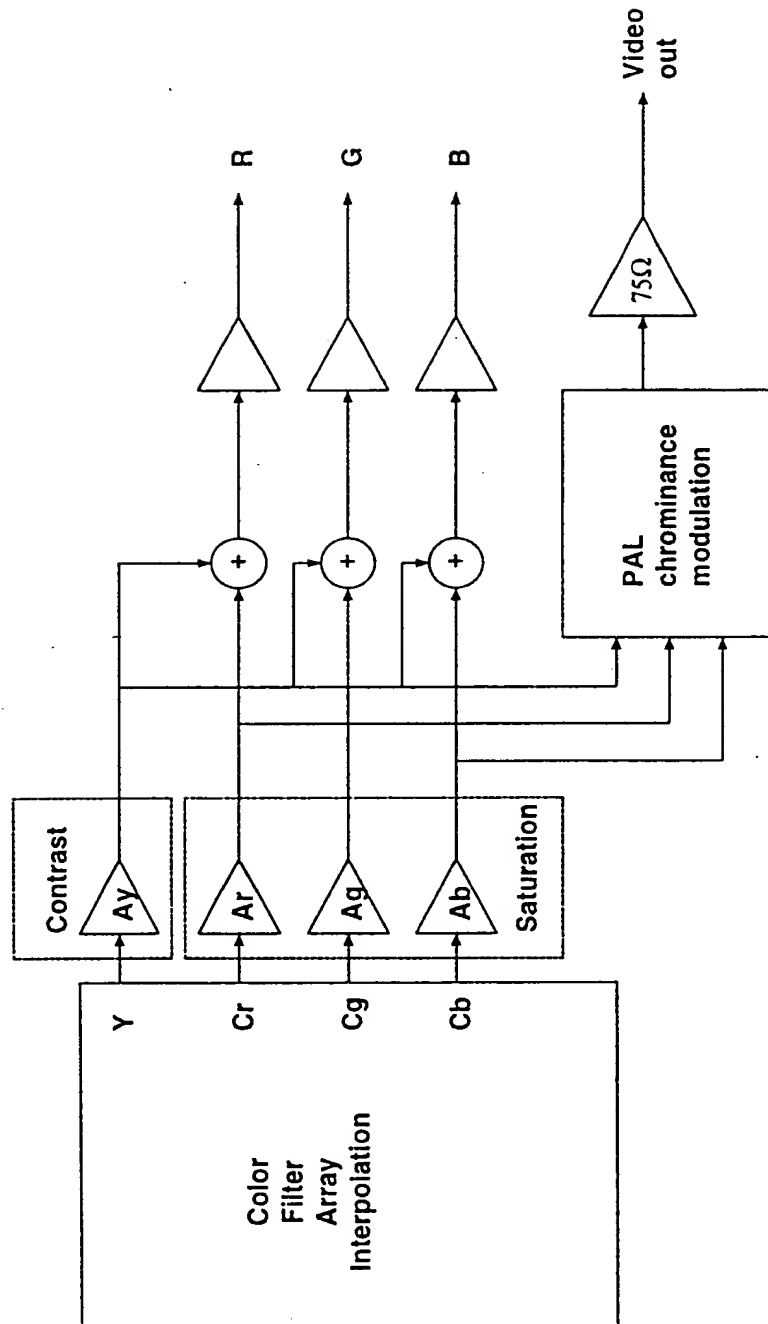 Color
Filter
Array
Interpolation
Y
Cr
Cg
Cb
Contrast
Ay
Ar
Ag
Ab
Saturation
+
+
+
R
G
B
PAL
chrominance
modulation
75Ω
Video
out